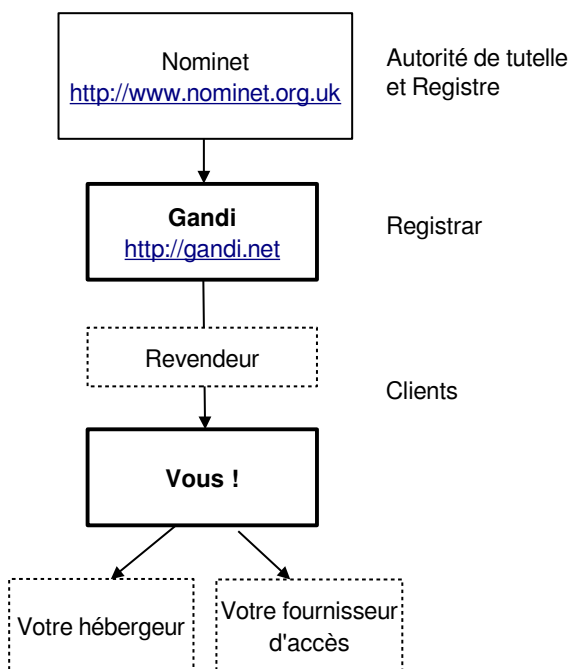 Nominet
http://www.nominet.org.uk
Autorité de tutelle
et Registre
Gandi
http://gandi.net
Registrar
Revendeur
Clients
Vous !
Votre hébergeur
Votre fournisseur
d'accès